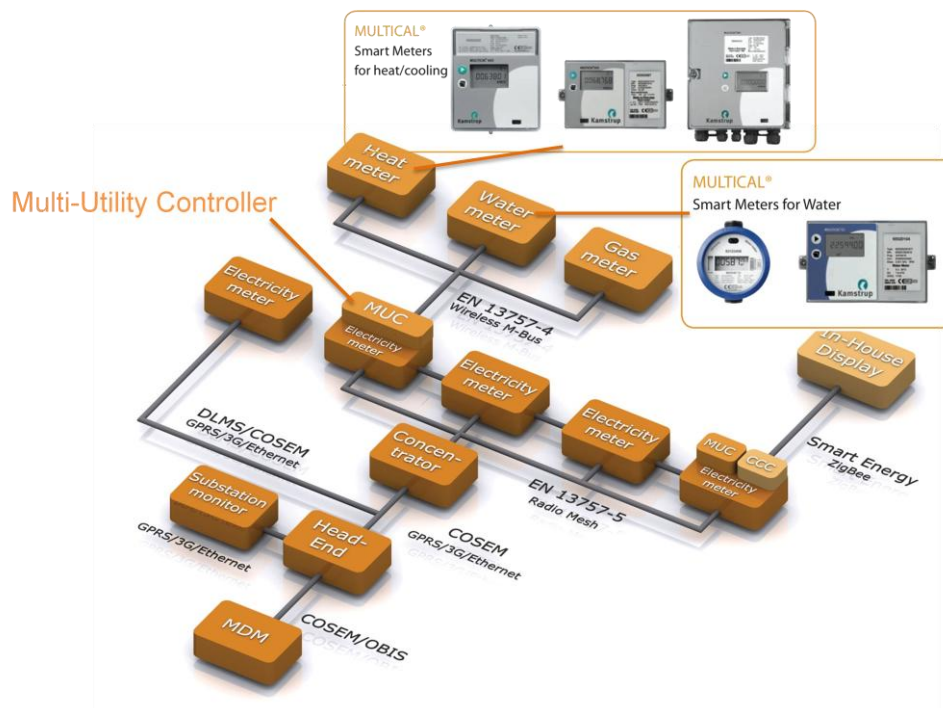 MULTICAL®
Smart Meters
for heat/cooling
Kamstrup
Kamstrup
Kamstrup
MULTICAL®
Smart Meters for Water
Kamstrup
Multi-Utility Controller
Heat
meter
Water
meter
Gas
meter
Electricity
meter
MUC
Electricity
meter
EN 13757-4
Wireless M-Bus
In-House
Display
Electricity
meter
Electricity
meter
MUC
CCC
Electricity
meter
Smart Energy
ZigBee
DLMS/COSEM
GPRS/3G/Ethernet
Concen-
trator
EN 13757-5
Radio Mesh
Substation
monitor
GPRS/3G/Ethernet
Head-
End
COSEM
GPRS/3G/Ethernet
MDM
COSEM/OBIS